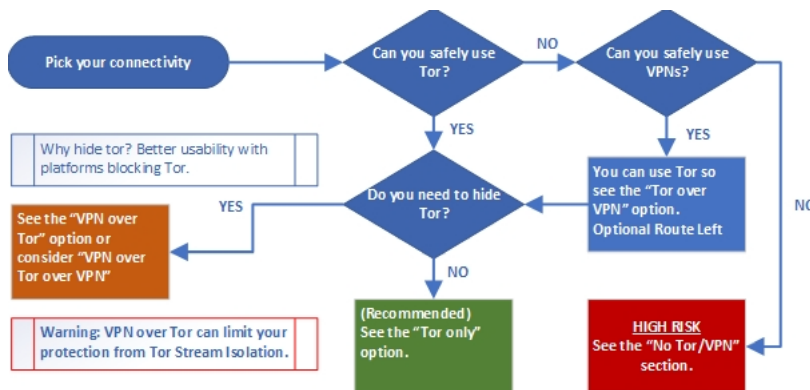 Pick your connectivity
Can you safely use
Tor?
NO
Can you safely use
VPNs?
YES
YES
Why hide tor? Better usability with
platforms blocking Tor.
Do you need to hide
Tor?
You can use Tor so
see the “Tor over
VPN” option.
Optional Route Left
NO
YES
See the “VPN over
Tor” option or
consider “VPN over
Tor over VPN”
NO
(Recommended)
See the “Tor only”
option.
HIGH RISK
See the “No Tor/VPN”
section.
Warning: VPN over Tor can limit your
protection from Tor Stream Isolation.